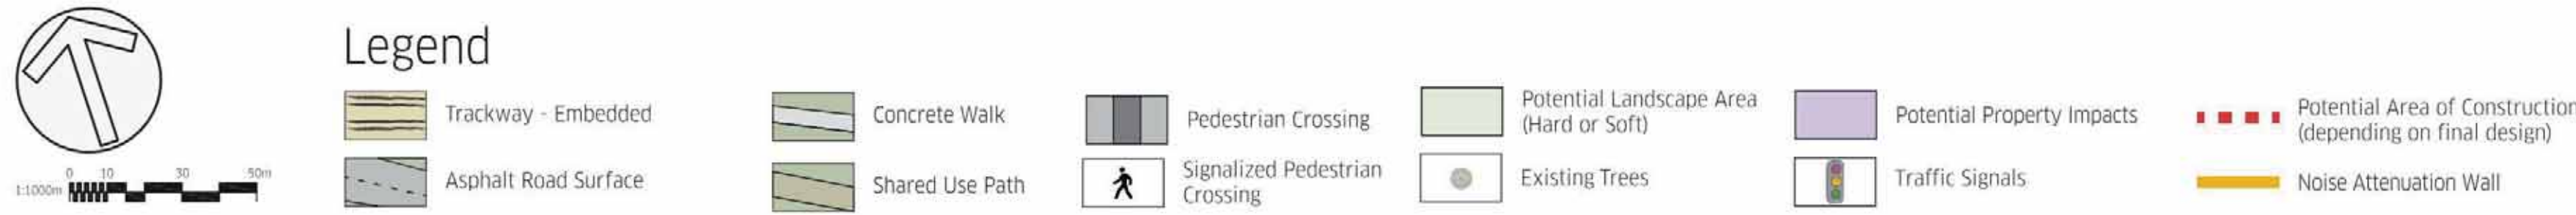 Legend
Trackway - Embedded
Asphalt Road Surface
Concrete Walk
Shared Use Path
Pedestrian Crossing
Signalized Pedestrian
Crossing
Potential Landscape Area
(Hard or Soft)
Existing Trees
Potential Property Impacts
Traffic Signals
Potential Area of Construction
(depending on final design)
Noise Attenuation Wall
0 10 30 50m
1:1000m